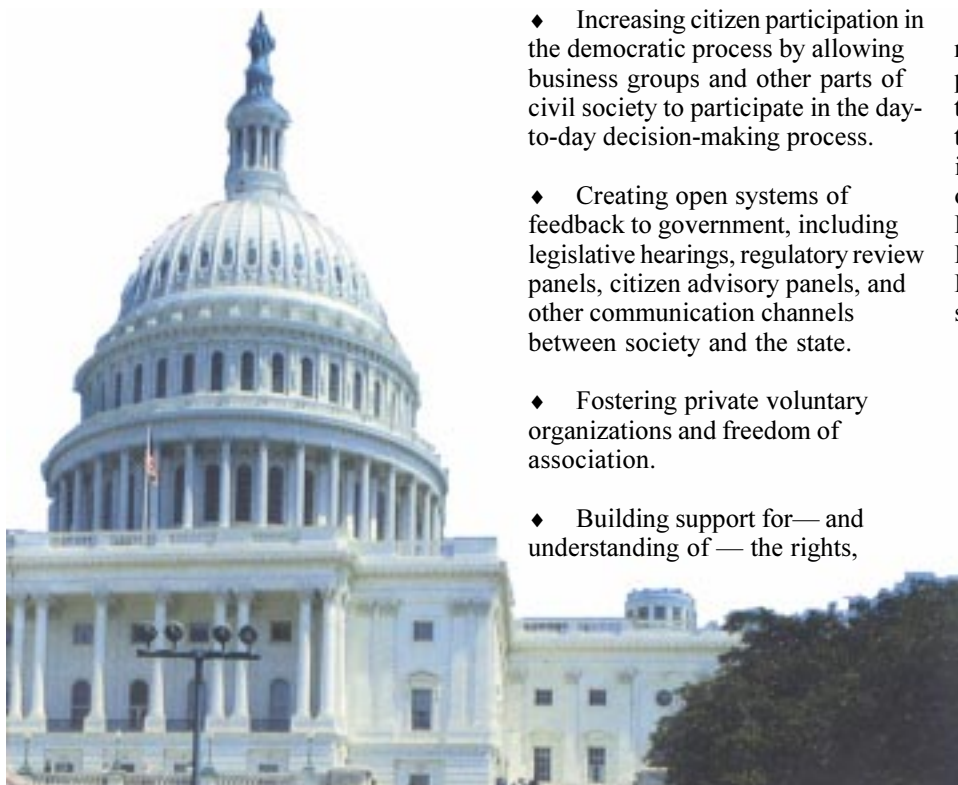 ♦ Increasing citizen participation in
the democratic process by allowing
business groups and other parts of
civil society to participate in the day-
to-day decision-making process.
♦ Creating open systems of
feedback to government, including
legislative hearings, regulatory review
panels, citizen advisory panels, and
other communication channels
between society and the state.
♦ Fostering private voluntary
organizations and freedom of
association.
♦ Building support for— and
understanding of — the rights,